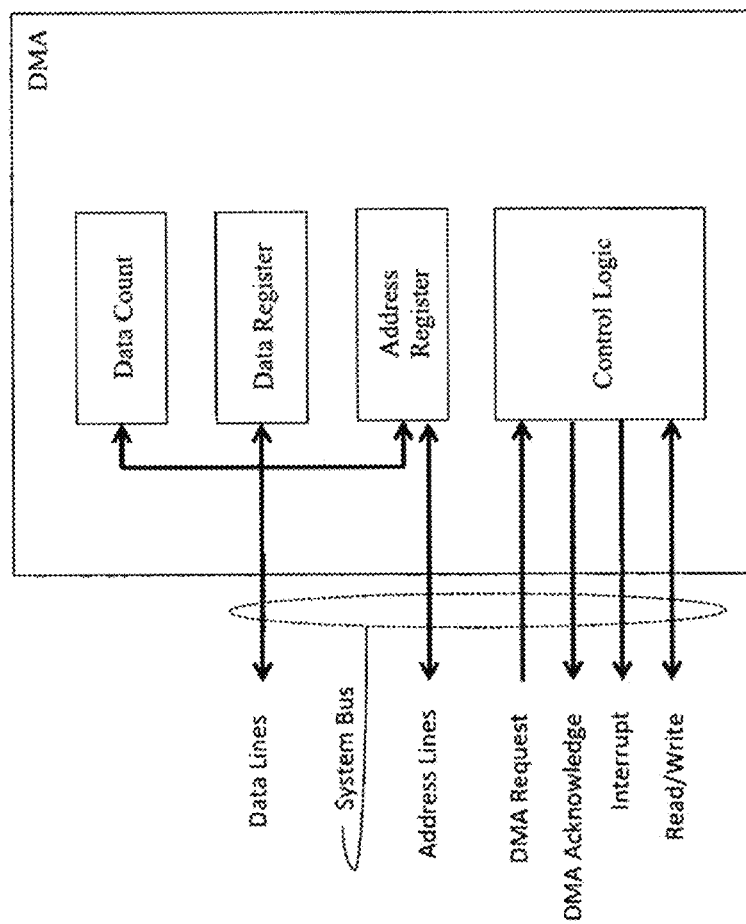 DMA
Data Count
Data Register
Address
Register
Control Logic
Data Lines
System Bus
Address Lines
DMA Request
DMA Acknowledge
Interrupt
Read/Write